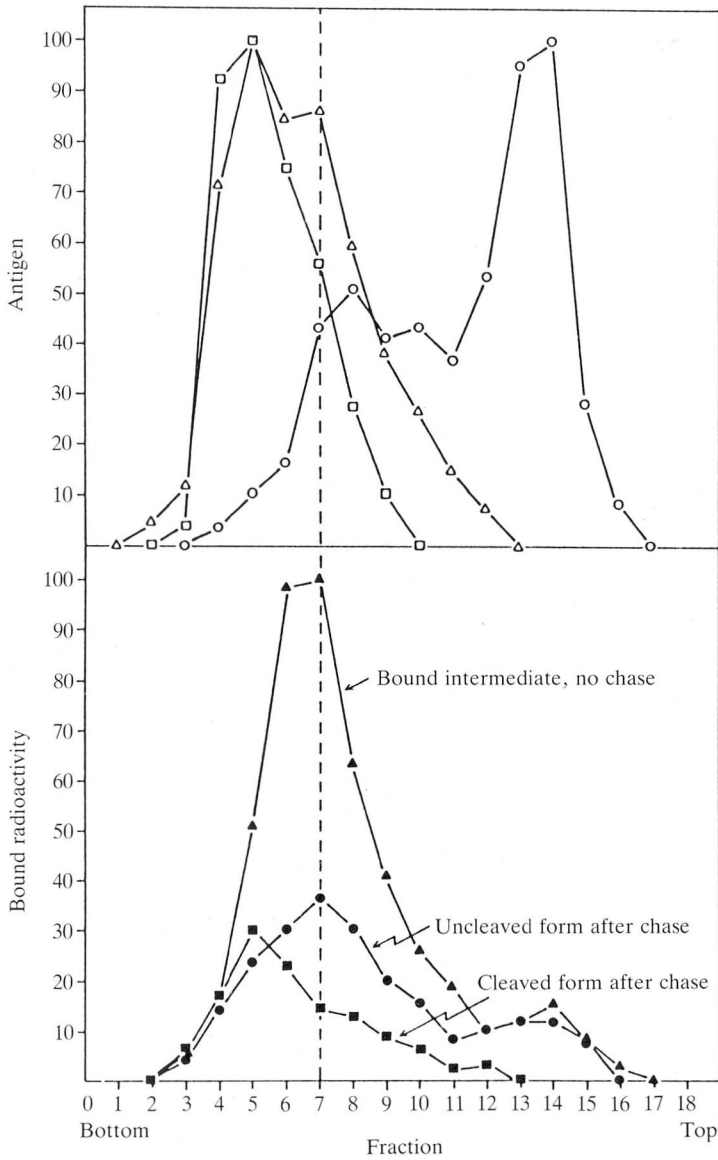 100
90
80
70
60
50
40
30
20
10
Antigen
100
90
80
70
60
50
40
30
20
10
Bound radioactivity
Bound intermediate, no chase
Uncleaved form after chase
Cleaved form after chase
0 1 2 3 4 5 6 7 8 9 10 11 12 13 14 15 16 17 18
Bottom Top
Fraction